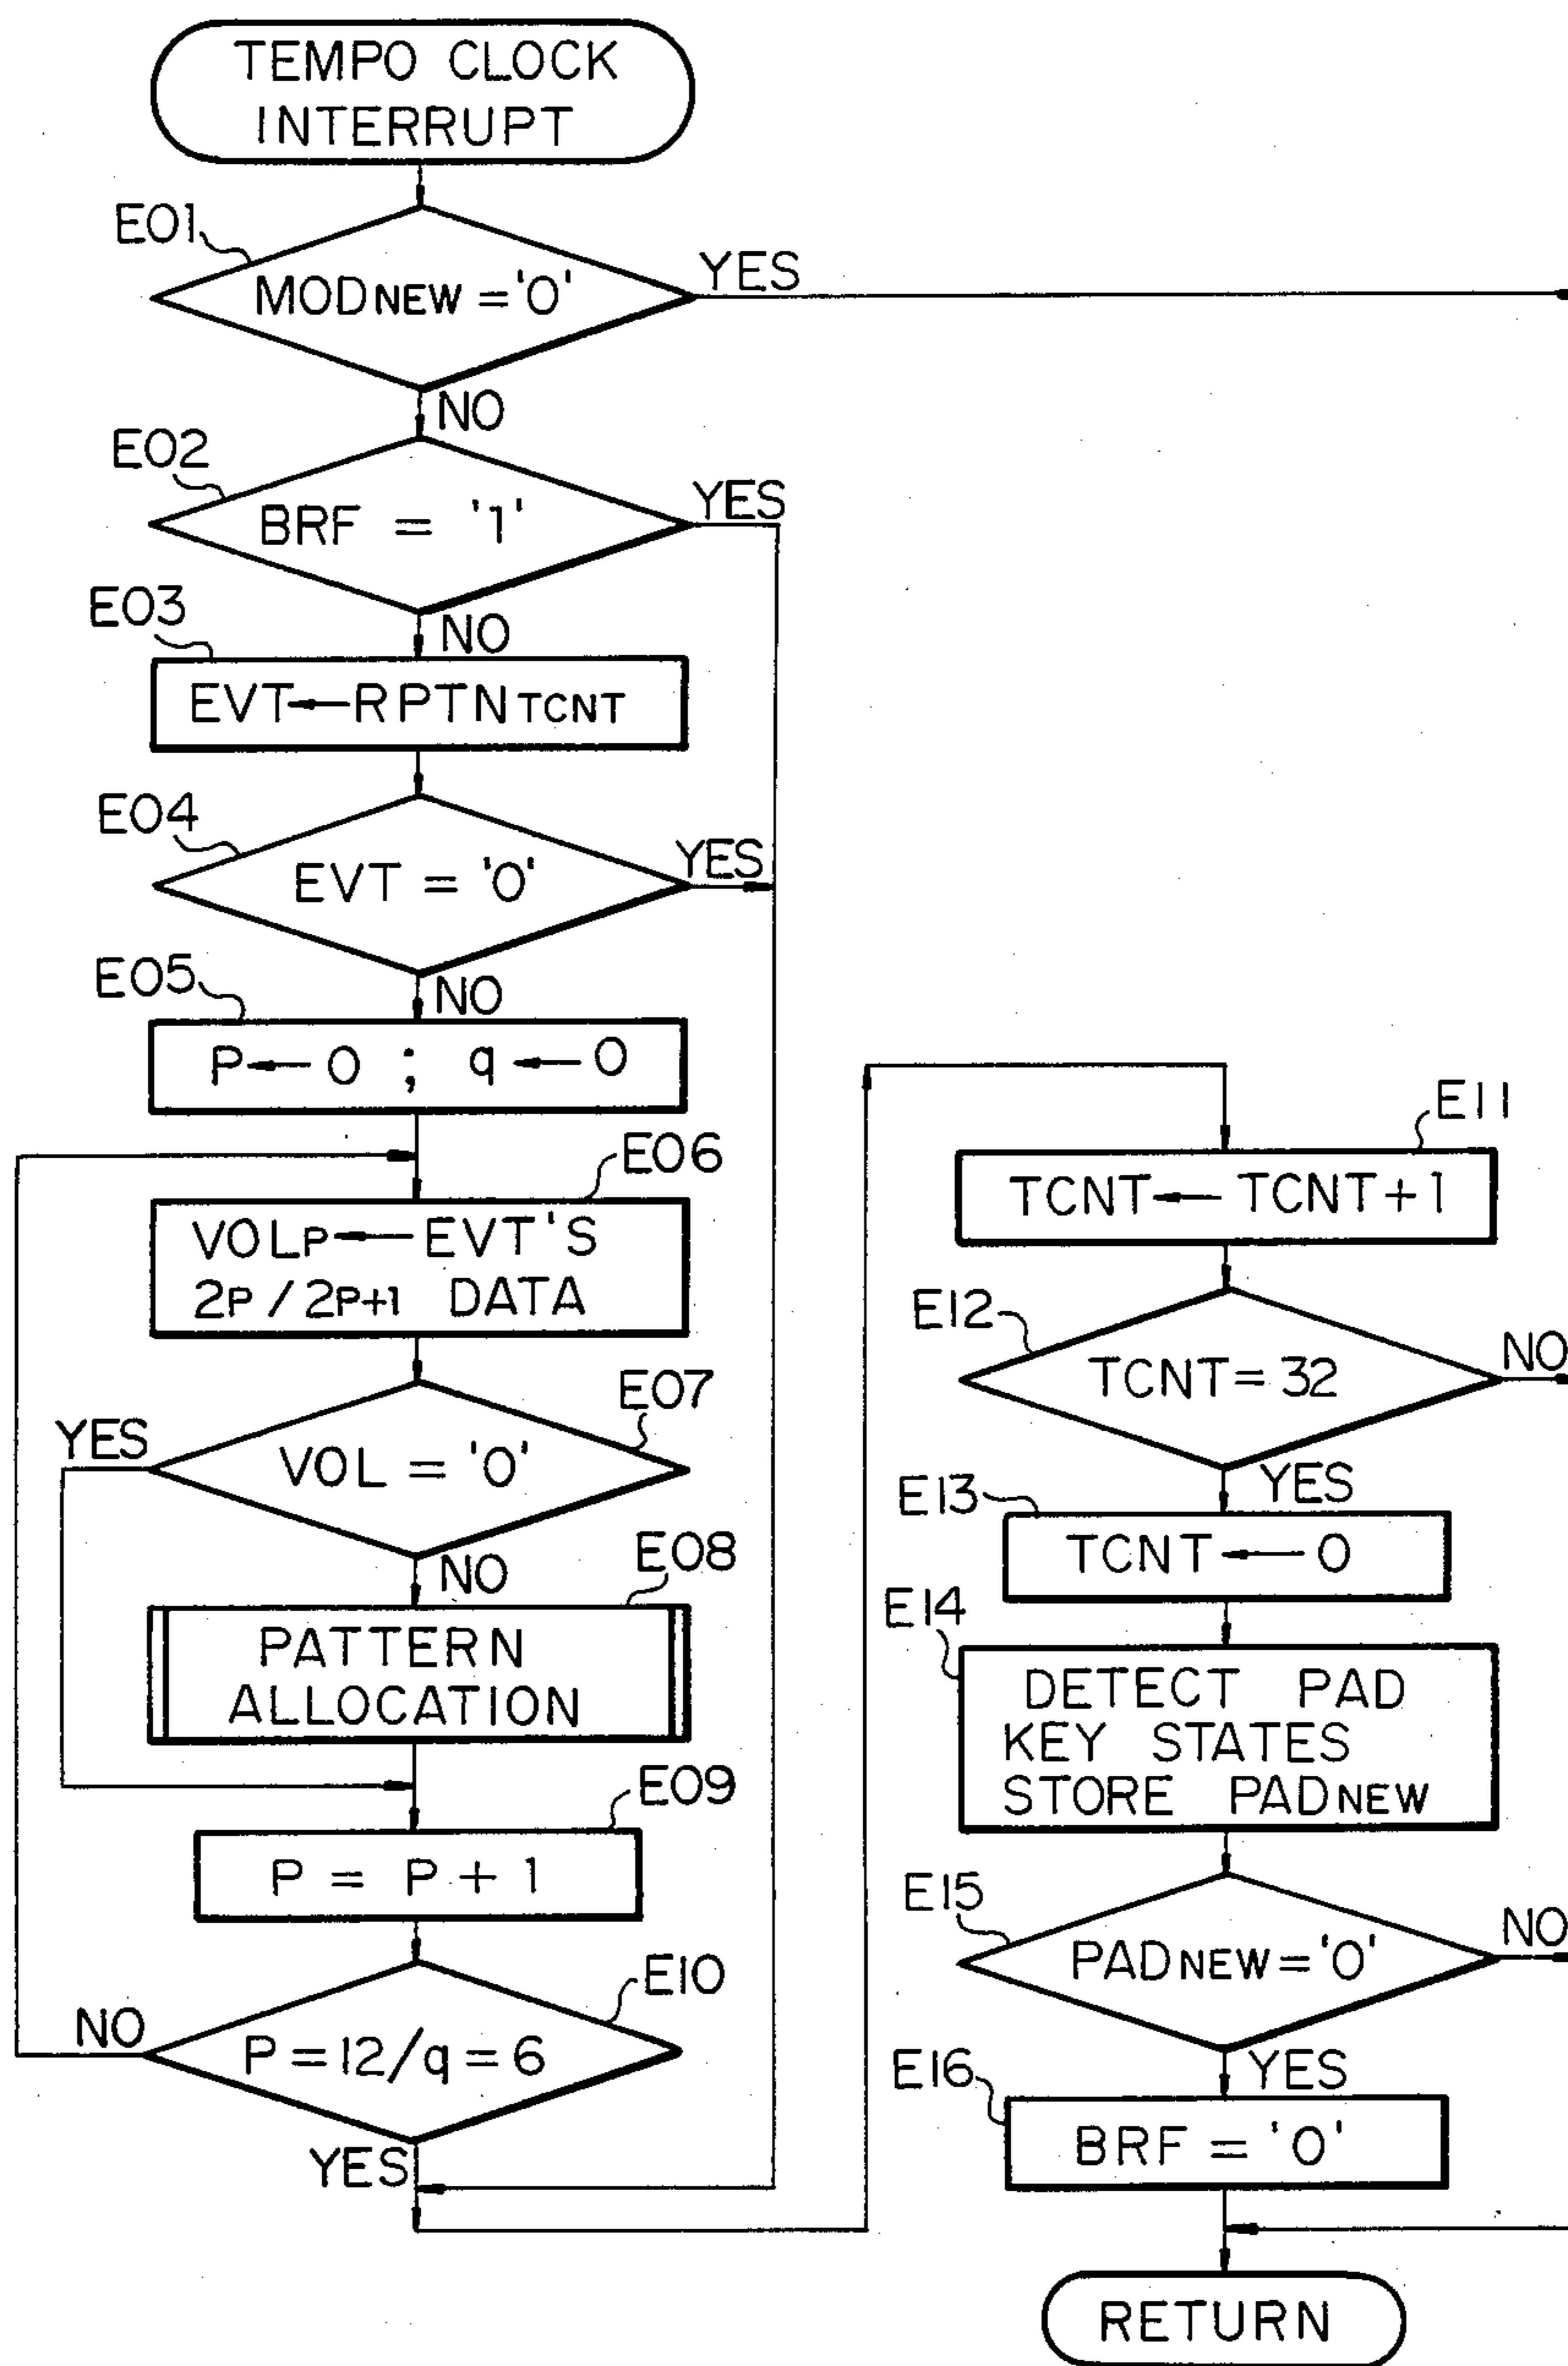 TEMPO CLOCK
INTERRUPT
E01
MODNEW = '0'
YES
NO
E02
BRF = '1'
YES
NO
E03
EVT←RPTNTCNT
E04
EVT = '0'
YES
NO
E05
P←0 ; q←0
E06
VOLP←EVT'S
2P/2P+1 DATA
E07
VOL = '0'
YES
NO
E08
PATTERN
ALLOCATION
E09
P = P + 1
E10
P = 12/q = 6
NO
YES
E11
TCNT←TCNT+1
E12
TCNT = 32
NO
YES
E13
TCNT←0
E14
DETECT PAD
KEY STATES
STORE PADNEW
E15
PADNEW = '0'
NO
YES
E16
BRF = '0'
RETURN